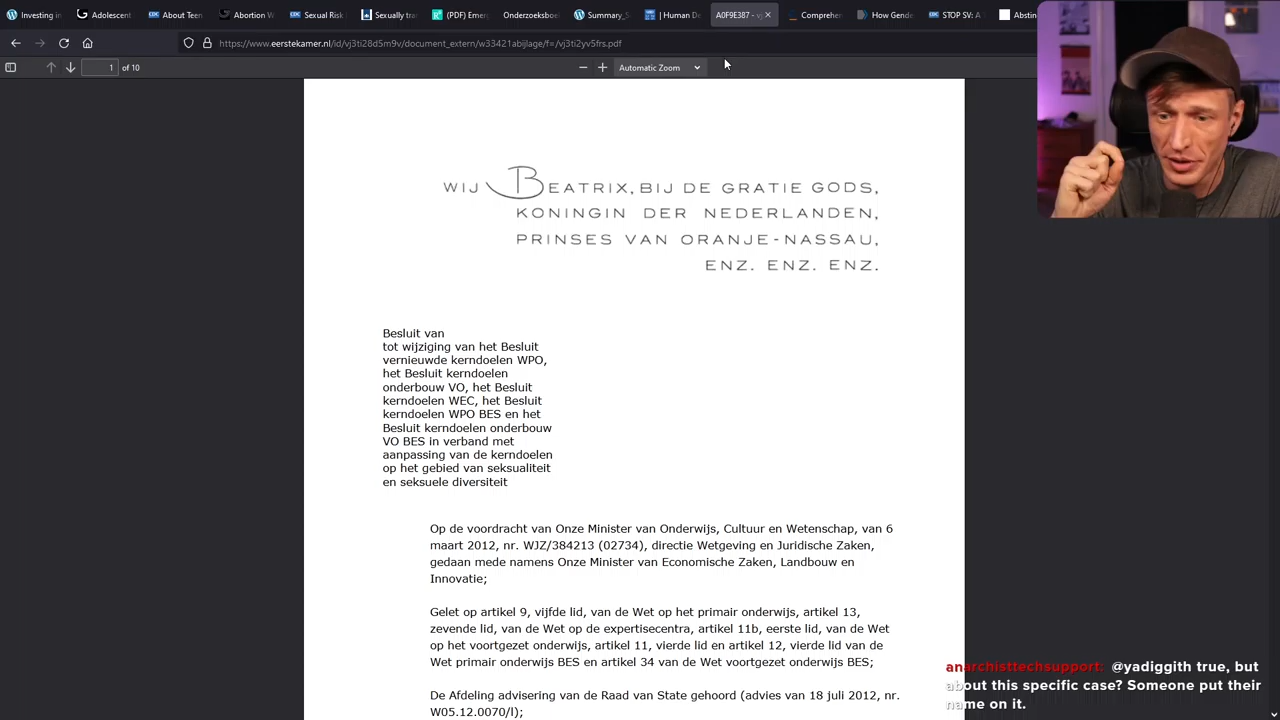 Investing in
Adolescent
About Teen
Abortion W
Sexual Risk
Sexually tra
(PDF) Emer
Onderzoeksboe
Summary_S
Human De
A0F9E387 - vj
Comprehe
How Gende
STOP SV: A
Abstin
https://www.eerstekamer.nl/id/vj3ti28d5m9v/document_extern/w33421abijlage/f=/vj3ti2yv5frs.pdf
1 of 10
Automatic Zoom
WIJ BEATRIX, BIJ DE GRATIE GODS,
KONINGIN DER NEDERLANDEN,
PRINSES VAN ORANJE-NASSAU,
ENZ. ENZ. ENZ.
Besluit van
tot wijziging van het Besluit
vernieuwde kerndoelen WPO,
het Besluit kerndoelen
onderbouw VO, het Besluit
kerndoelen WEC, het Besluit
kerndoelen WPO BES en het
Besluit kerndoelen onderbouw
VO BES in verband met
aanpassing van de kerndoelen
op het gebied van seksualiteit
en seksuele diversiteit
Op de voordracht van Onze Minister van Onderwijs, Cultuur en Wetenschap, van 6
maart 2012, nr. WJZ/384213 (02734), directie Wetgeving en Juridische Zaken,
gedaan mede namens Onze Minister van Economische Zaken, Landbouw en
Innovatie;
Gelet op artikel 9, vijfde lid, van de Wet op het primair onderwijs, artikel 13,
zevende lid, van de Wet op de expertisecentra, artikel 11b, eerste lid, van de Wet
op het voortgezet onderwijs, artikel 11, vierde lid en artikel 12, vierde lid van de
Wet primair onderwijs BES en artikel 34 van de Wet voortgezet onderwijs BES;
De Afdeling advisering van de Raad van State gehoord (advies van 18 juli 2012, nr.
W05.12.0070/l);
anarchisttechsupport: @yadiggith true, but
about this specific case? Someone put their
name on it.